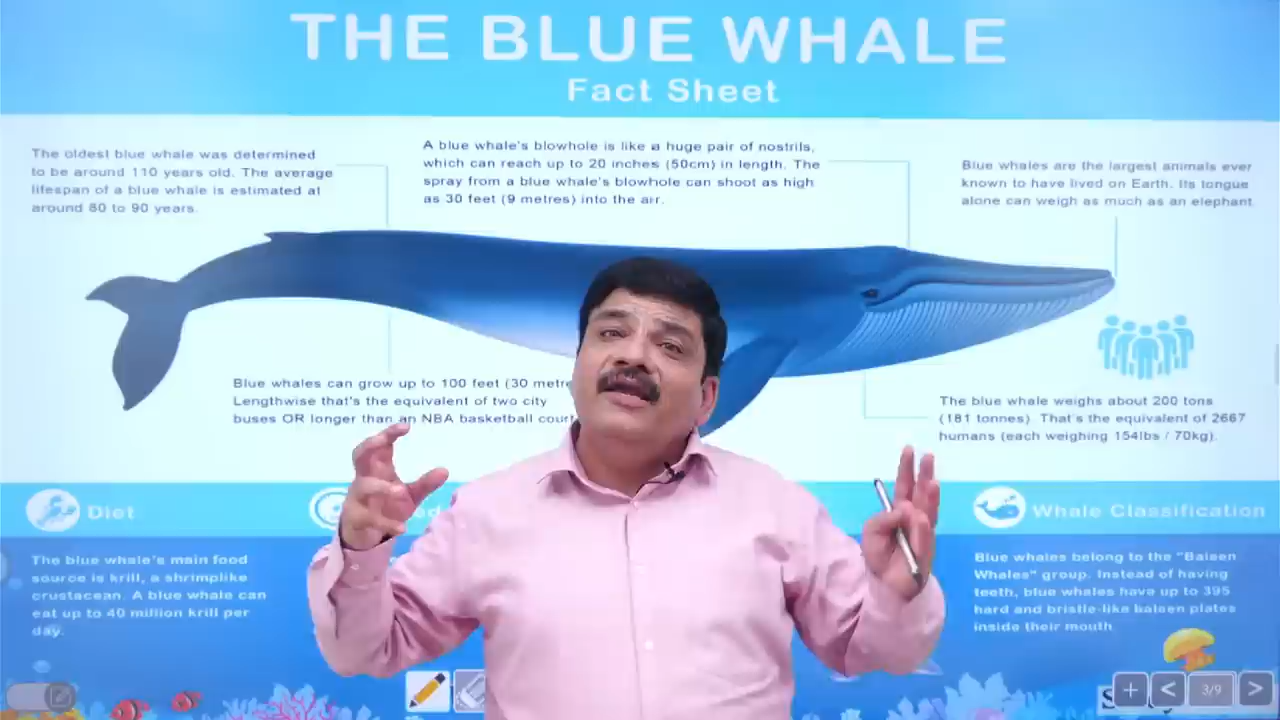 THE BLUE WHALE
Fact Sheet
The oldest blue whale was determined
to be around 110 years old. The average
lifespan of a blue whale is estimated at
around 80 to 90 years.
A blue whale's blowhole is like a huge pair of nostrils,
which can reach up to 20 inches (50cm) in length. The
spray from a blue whale's blowhole can shoot as high
as 30 feet (9 metres) into the air.
Blue whales are the largest animals ever
known to have lived on Earth. Its tongue
alone can weigh as much as an elephant.
Blue whales can grow up to 100 feet (30 metre
Lengthwise that's the equivalent of two city
buses OR longer than an NBA basketball court
The blue whale weighs about 200 tons
(181 tonnes). That's the equivalent of 2667
humans (each weighing 154lbs / 70kg).
Diet
The blue whale's main food
source is krill, a shrimplike
crustacean. A blue whale can
eat up to 40 million krill per
day.
Whale Classification
Blue whales belong to the "Baleen
Whales" group. Instead of having
teeth, blue whales have up to 395
hard and bristle-like baleen plates
inside their mouth
+ < 3/9 >